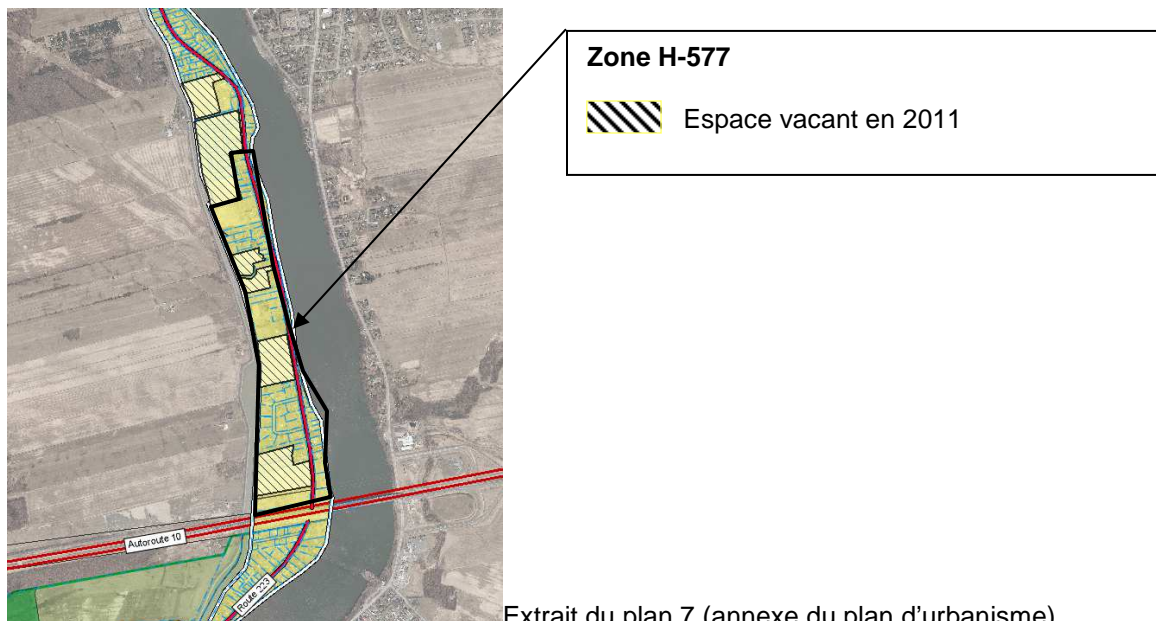 Zone H-577
Espace vacant en 2011
Autoroute 10
Route 223
Extrait du plan 7 (annexe du plan d'urbanisme)